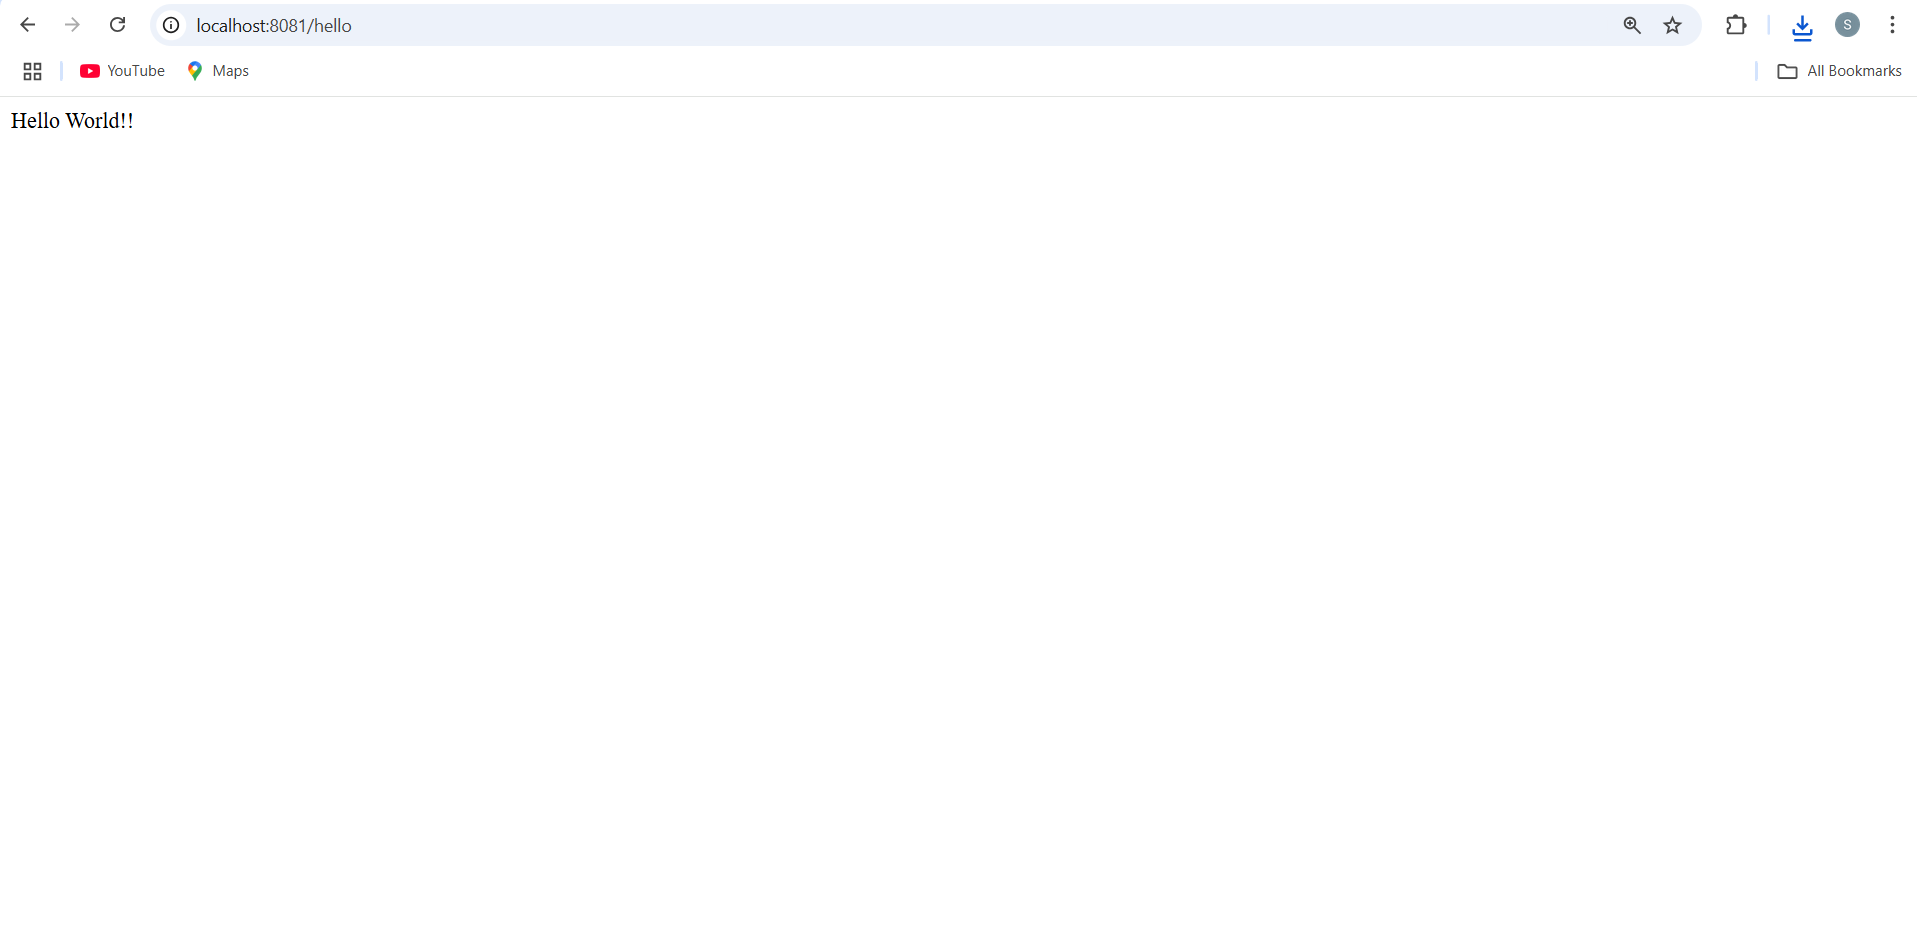 localhost:8081/hello
S
YouTube
Maps
All Bookmarks
Hello World!!